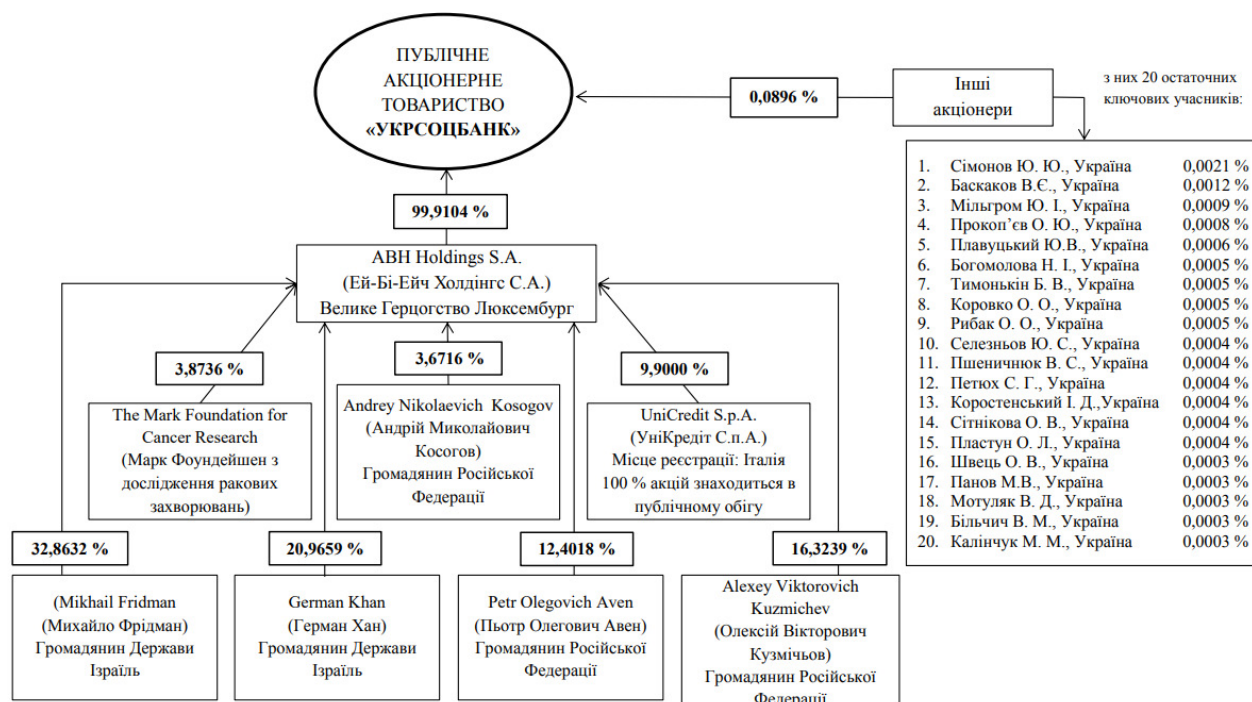 ПУБЛІЧНЕ
АКЦІОНЕРНЕ
ТОВАРИСТВО
«УКРСОЦБАНК»
0,0896 %
Інші
акціонери
з них 20 остаточних
ключових учасників:
1. Сімонов Ю. Ю., Україна 0,0021 %
2. Баскаков В.Є., Україна 0,0012 %
3. Мільгром Ю. І., Україна 0,0009 %
4. Прокоп’єв О. Ю., Україна 0,0008 %
5. Плавуцький Ю.В., Україна 0,0006 %
6. Богомолова Н. І., Україна 0,0005 %
7. Тимонькін Б. В., Україна 0,0005 %
8. Коровко О. О., Україна 0,0005 %
9. Рибак О. О., Україна 0,0005 %
10. Селезньов Ю. С., Україна 0,0004 %
11. Пшеничнюк В. С., Україна 0,0004 %
12. Петюх С. Г., Україна 0,0004 %
13. Коростенський І. Д.,Україна 0,0004 %
14. Сітнікова О. В., Україна 0,0004 %
15. Пластун О. Л., Україна 0,0004 %
16. Швець О. В., Україна 0,0003 %
17. Панов М.В., Україна 0,0003 %
18. Мотуляк В. Д., Україна 0,0003 %
19. Більчич В. М., Україна 0,0003 %
20. Калінчук М. М., Україна 0,0003 %
99,9104 %
ABH Holdings S.A.
(Ей-Бі-Ейч Холдінгс С.А.)
Велике Герцогство Люксембург
3,8736 %
The Mark Foundation for
Cancer Research
(Марк Фоундейшен з
дослідження ракових
захворювань)
3,6716 %
Andrey Nikolaevich Kosogov
(Андрій Миколайович
Косогов)
Громадянин Російської
Федерації
9,9000 %
UniCredit S.p.A.
(УніКредіт С.п.А.)
Місце реєстрації: Італія
100 % акцій знаходиться в
публічному обігу
32,8632 %
(Mikhail Fridman
(Михайло Фрідман)
Громадянин Держави
Ізраїль
20,9659 %
German Khan
(Герман Хан)
Громадянин Держави
Ізраїль
12,4018 %
Petr Olegovich Aven
(Пьотр Олегович Авен)
Громадянин Російської
Федерації
16,3239 %
Alexey Viktorovich
Kuzmichev
(Олексій Вікторович
Кузмічьов)
Громадянин Російської
Федерації